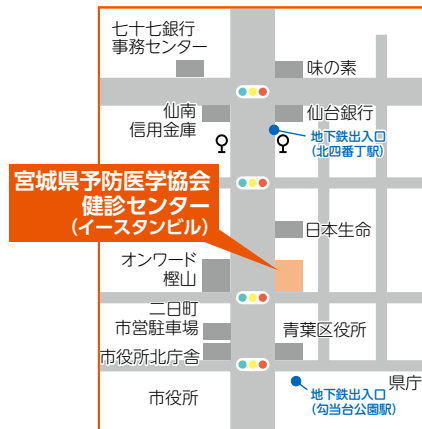 七十七銀行
事務センター
味の素
仙南
信用金庫
仙台銀行
地下鉄出入口
(北四番丁駅)
宮城県予防医学協会
健診センター
(イースタンビル)
日本生命
オンワード
樫山
二日町
市営駐車場
青葉区役所
市役所北庁舎
県庁
市役所
地下鉄出入口
(勾当台公園駅)